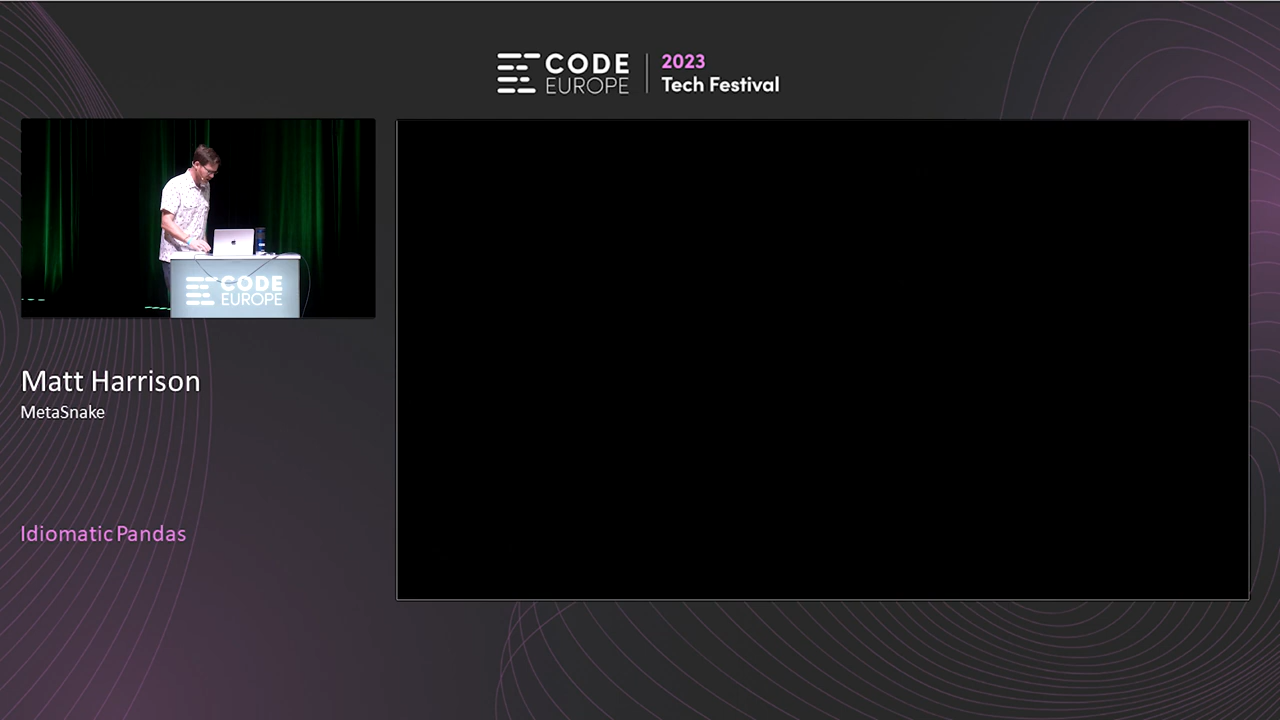 CODE
EUROPE
2023
Tech Festival
CODE
EUROPE
Matt Harrison
MetaSnake
Idiomatic Pandas